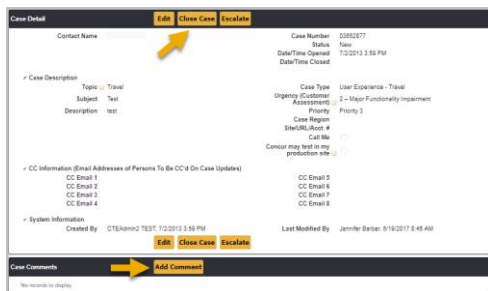 Case Detail Edit Close Case Escalate
Contact Name Case Number 03662877
Status New
Date/Time Opened 7/2/2013 3:59 PM
Date/Time Closed
Case Description
Topic Travel Case Type User Experience - Travel
Subject Test Urgency (Customer Assessment) 2 – Major Functionality Impairment
Description test Priority Priority 3
Case Region
Site/URL/Acct. #
Call Me
Concur may test in my production site
CC Information (Email Addresses of Persons To Be CC'd On Case Updates)
CC Email 1 CC Email 5
CC Email 2 CC Email 6
CC Email 3 CC Email 7
CC Email 4 CC Email 8
System Information
Created By CTEAdmin2 TEST, 7/2/2013 3:59 PM Last Modified By Jennifer Barber, 5/19/2017 8:46 AM
Edit Close Case Escalate
Case Comments Add Comment
No records to display